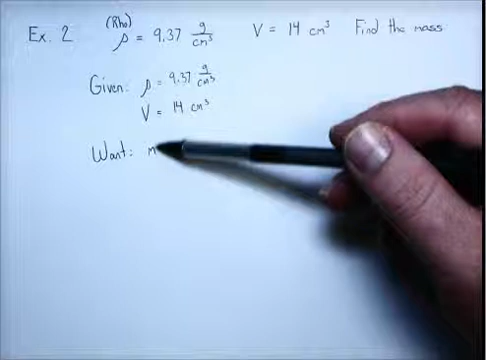 Ex. 2 (Rho) ρ = 9.37 g/cm³ V = 14 cm³ Find the mass
Given: ρ = 9.37 g/cm³
V = 14 cm³
Want: m